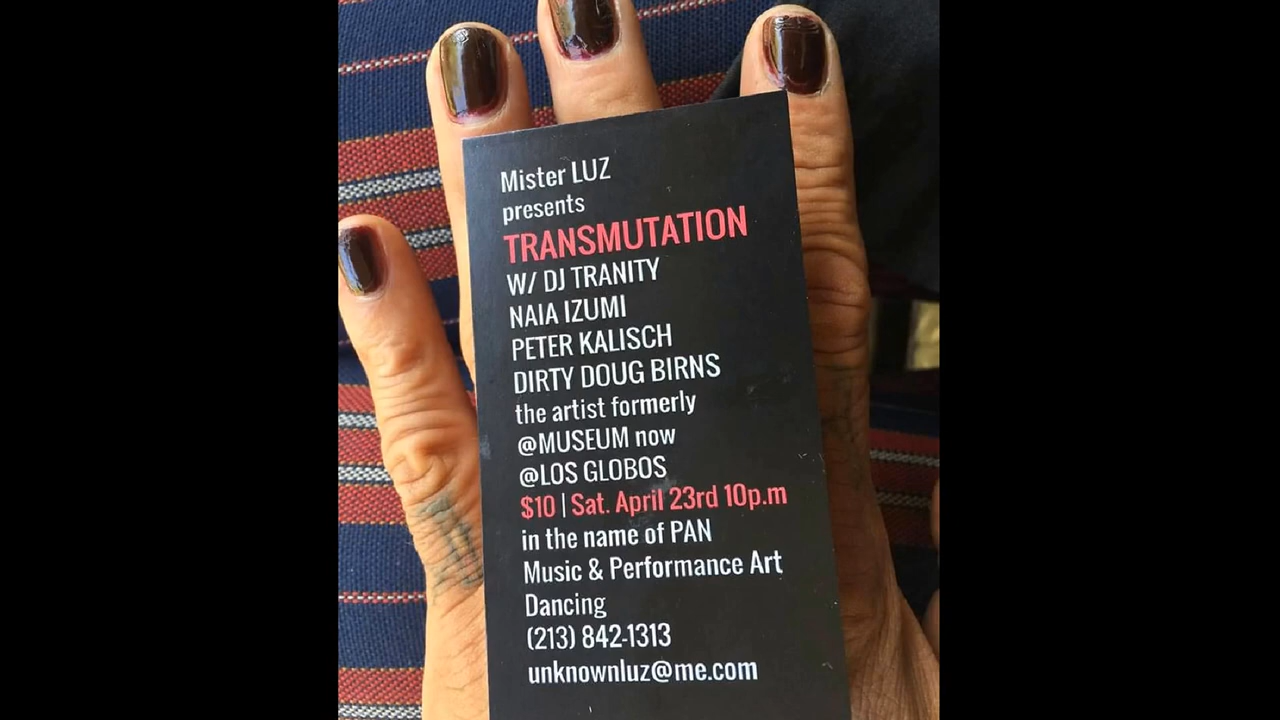 Mister LUZ
presents
TRANSMUTATION
W/ DJ TRANITY
NAIA IZUMI
PETER KALISCH
DIRTY DOUG BIRNS
the artist formerly
@MUSEUM now
@LOS GLOBOS
$10 | Sat. April 23rd 10p.m
in the name of PAN
Music & Performance Art
Dancing
(213) 842-1313
unknownluz@me.com